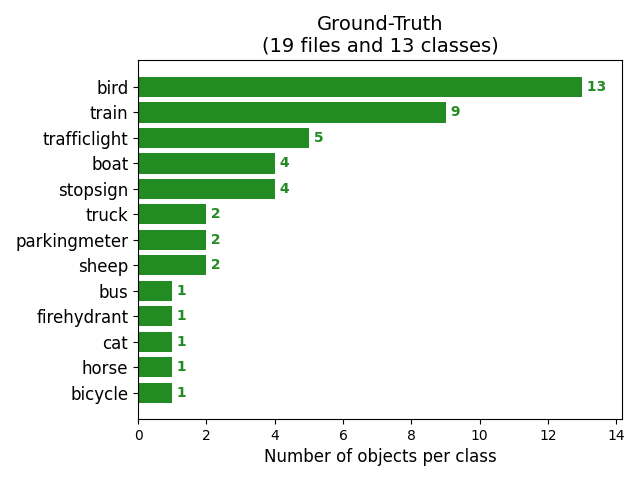 Ground-Truth
(19 files and 13 classes)
bird 13
train 9
trafficlight 5
boat 4
stopsign 4
truck 2
parkingmeter 2
sheep 2
bus 1
firehydrant 1
cat 1
horse 1
bicycle 1
0 2 4 6 8 10 12 14
Number of objects per class